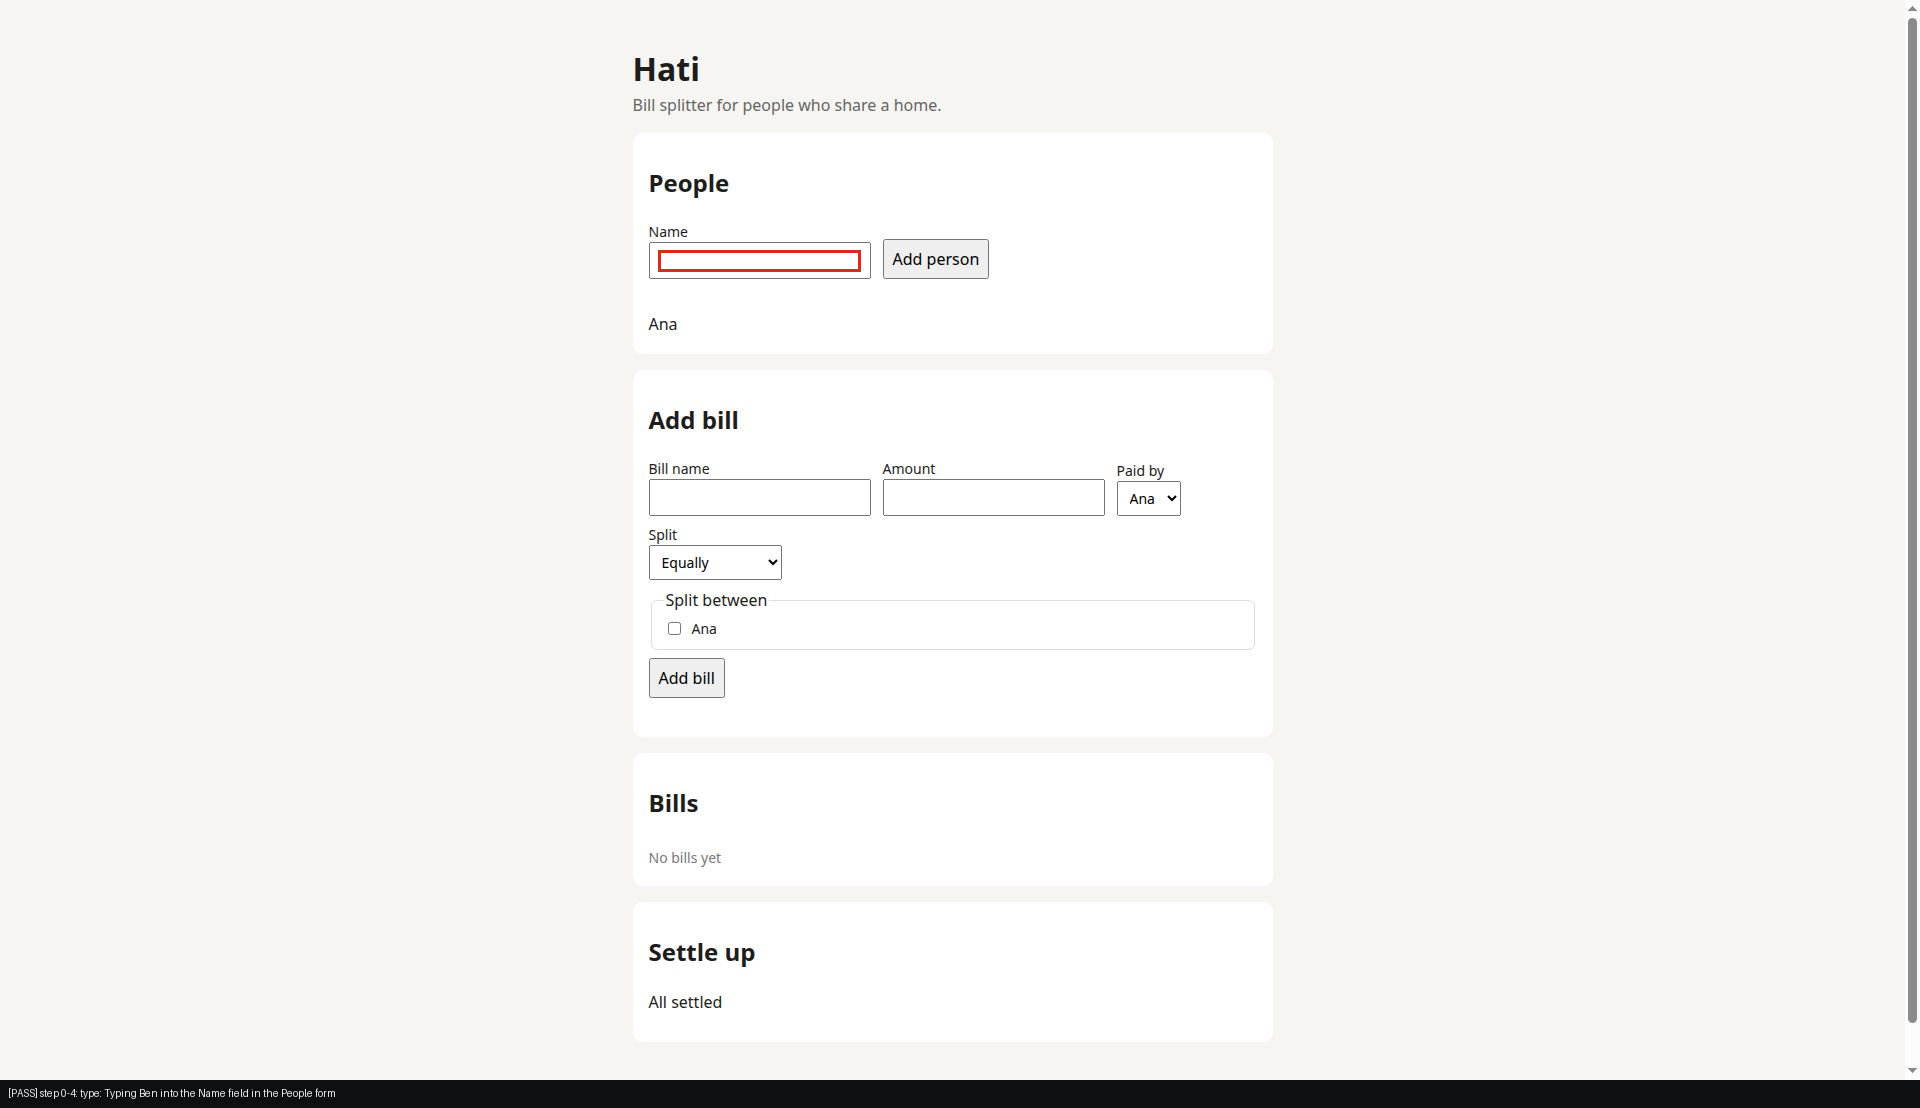 Hati
Bill splitter for people who share a home.
People
Name
Add person
Ana
Add bill
Bill name
Amount
Paid by
Ana
Split
Equally
Split between
Ana
Add bill
Bills
No bills yet
Settle up
All settled
[PASS] step 0-4: type: Typing Ben into the Name field in the People form